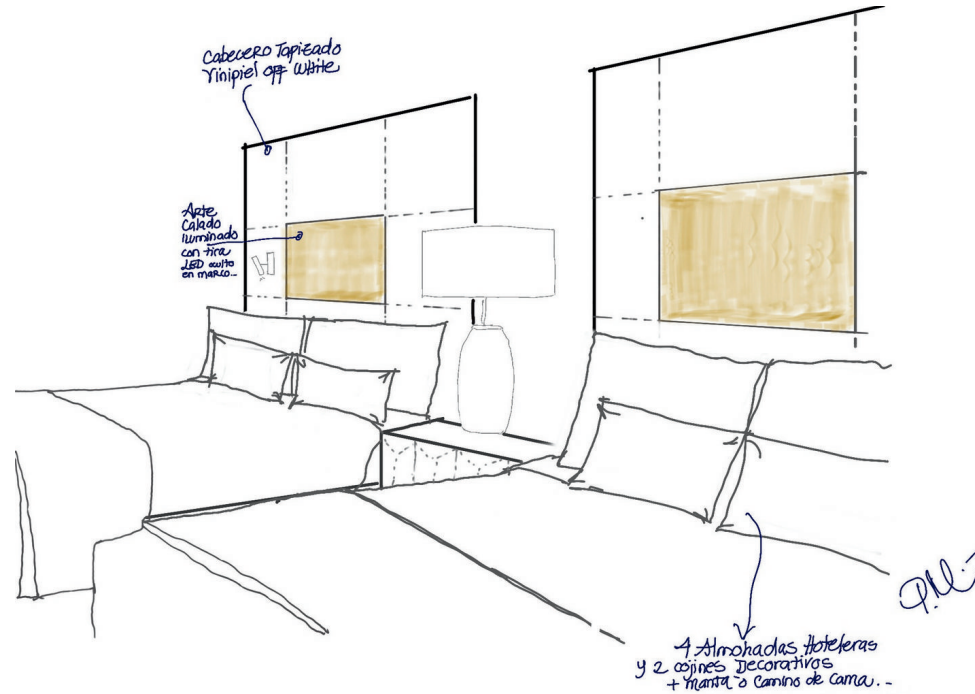 Cabecero Tapizado
Vinipiel off white
Arte
Calado
iluminado
con tira
LED oculto
en marco...
4 Almohadas Hoteleras
y 2 cojines Decorativos
+ manta o camino de cama..-